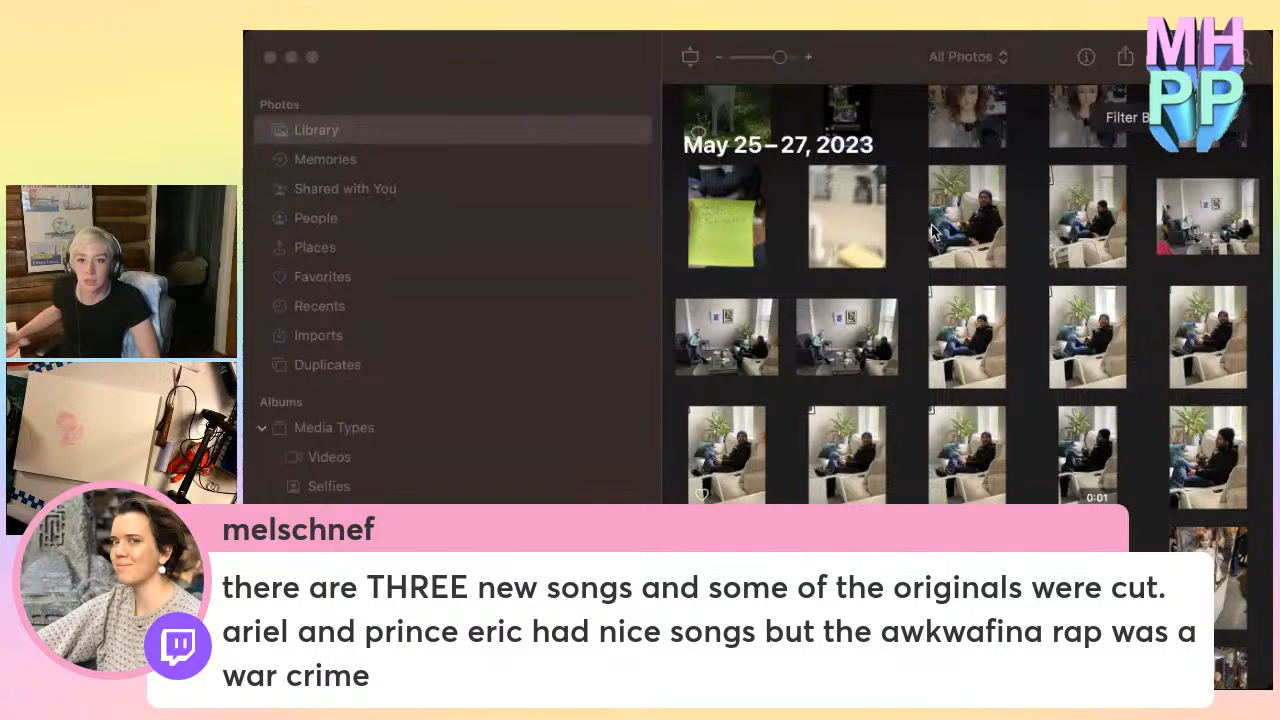 MH
PP
Photos
Library
Memories
Shared with You
People
Places
Favorites
Recents
Imports
Duplicates
Albums
Media Types
Videos
Selfies
All Photos
Filter B
May 25–27, 2023
0:01
melschnef
there are THREE new songs and some of the originals were cut.
ariel and prince eric had nice songs but the awkwafina rap was a
war crime